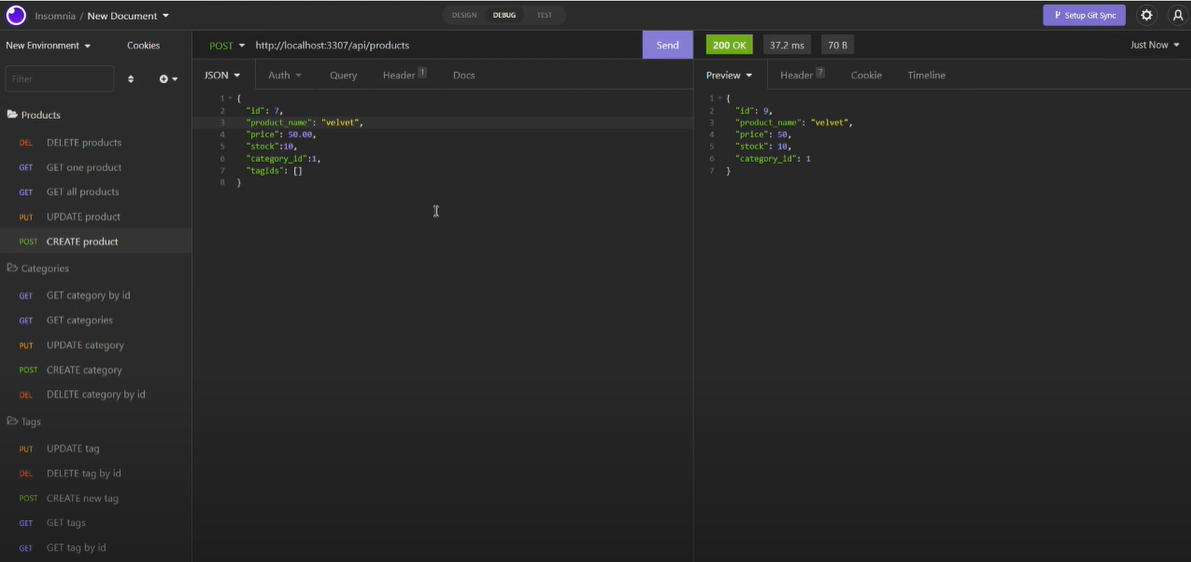 Insomnia / New Document
DESIGN DEBUG TEST
Setup Git Sync
New Environment Cookies
POST http://localhost:3307/api/products Send
200 OK 37.2 ms 70 B Just Now
Filter
JSON Auth Query Header 1 Docs
Preview Header 7 Cookie Timeline
Products
DEL DELETE products
GET GET one product
GET GET all products
PUT UPDATE product
POST CREATE product
Categories
GET GET category by id
GET GET categories
PUT UPDATE category
POST CREATE category
DEL DELETE category by id
Tags
PUT UPDATE tag
DEL DELETE tag by id
POST CREATE new tag
GET GET tags
GET GET tag by id
1 {
2 "id": 7,
3 "product_name": "velvet",
4 "price": 50.00,
5 "stock":10,
6 "category_id":1,
7 "tagIds": []
8 }
1 {
2 "id": 9,
3 "product_name": "velvet",
4 "price": 50,
5 "stock": 10,
6 "category_id": 1
7 }